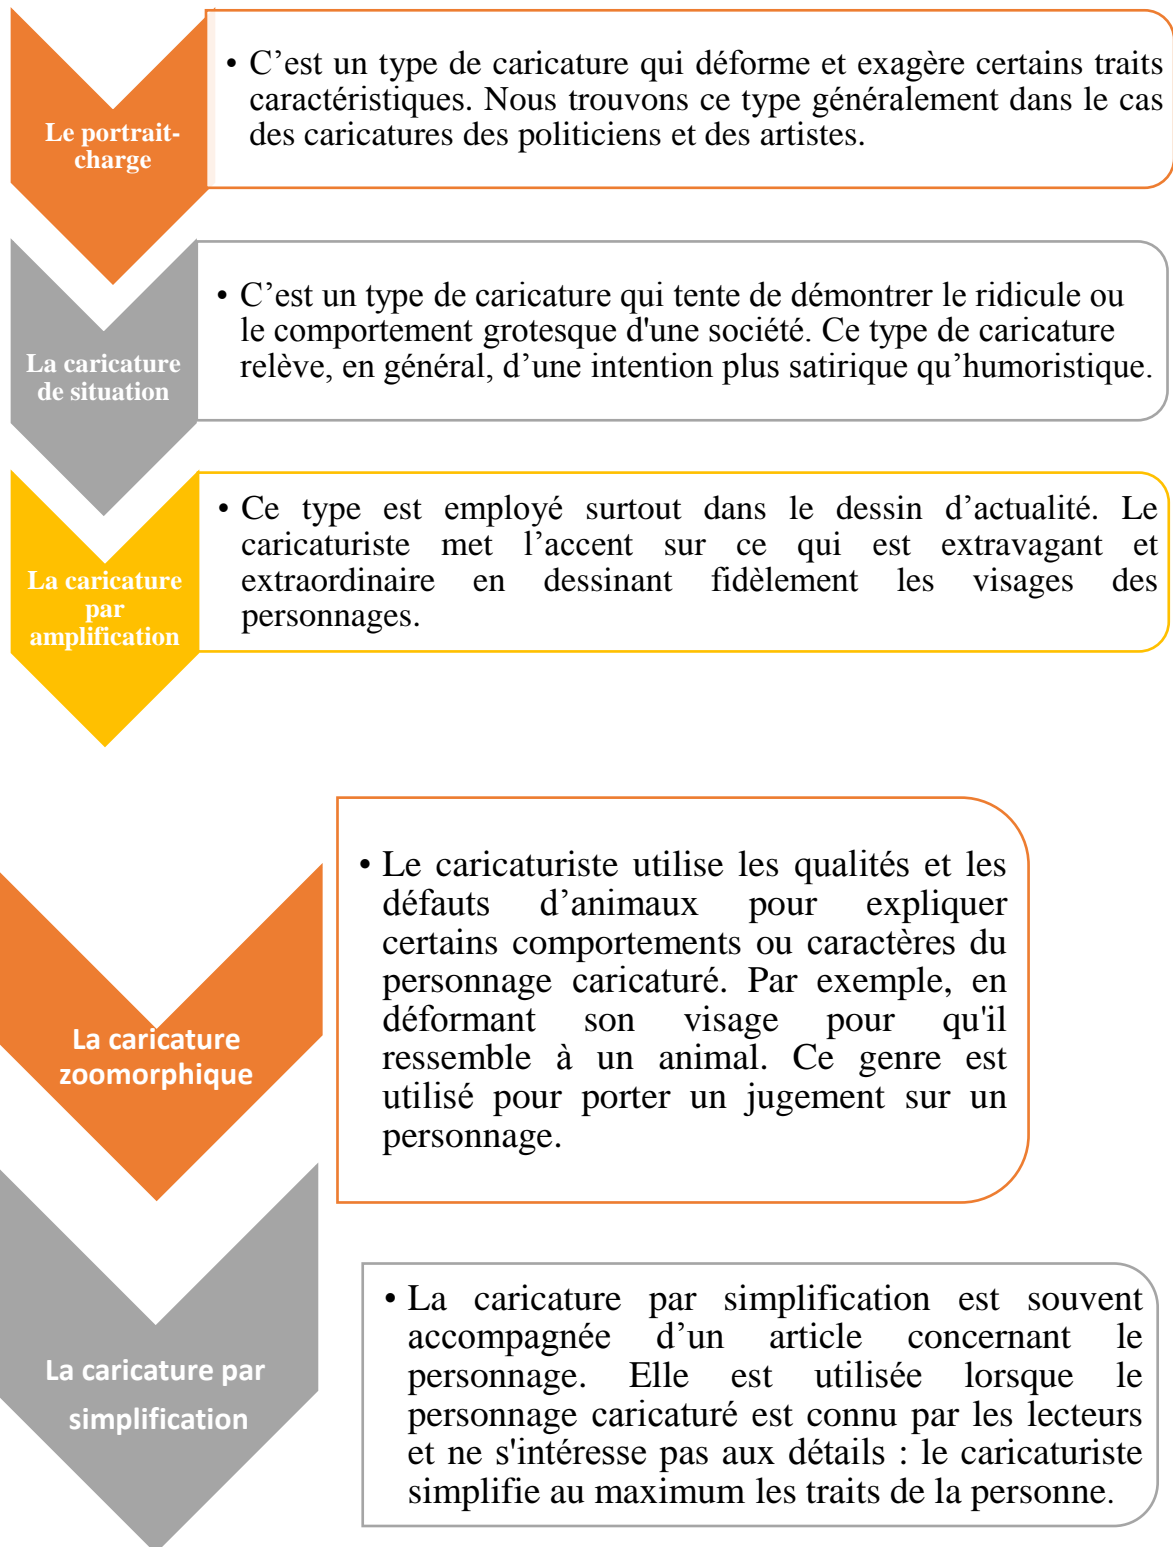 Le portrait-
charge
• C’est un type de caricature qui déforme et exagère certains traits
caractéristiques. Nous trouvons ce type généralement dans le cas
des caricatures des politiciens et des artistes.
La caricature
de situation
• C’est un type de caricature qui tente de démontrer le ridicule ou
le comportement grotesque d'une société. Ce type de caricature
relève, en général, d’une intention plus satirique qu’humoristique.
La caricature
par
amplification
• Ce type est employé surtout dans le dessin d’actualité. Le
caricaturiste met l’accent sur ce qui est extravagant et
extraordinaire en dessinant fidèlement les visages des
personnages.
La caricature
zoomorphique
• Le caricaturiste utilise les qualités et les
défauts d’animaux pour expliquer
certains comportements ou caractères du
personnage caricaturé. Par exemple, en
déformant son visage pour qu'il
ressemble à un animal. Ce genre est
utilisé pour porter un jugement sur un
personnage.
La caricature par
simplification
• La caricature par simplification est souvent
accompagnée d’un article concernant le
personnage. Elle est utilisée lorsque le
personnage caricaturé est connu par les lecteurs
et ne s'intéresse pas aux détails : le caricaturiste
simplifie au maximum les traits de la personne.